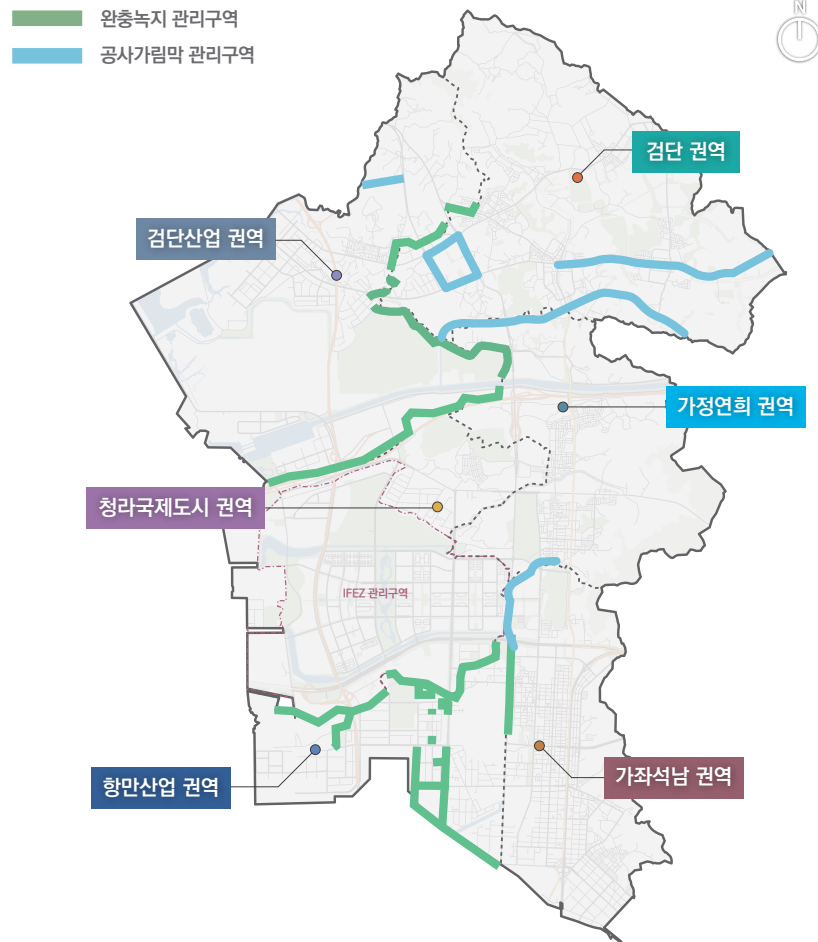 완충녹지 관리구역
공사가림막 관리구역
N
검단 권역
검단산업 권역
가정연희 권역
청라국제도시 권역
IFEZ 관리구역
항만산업 권역
가좌석남 권역